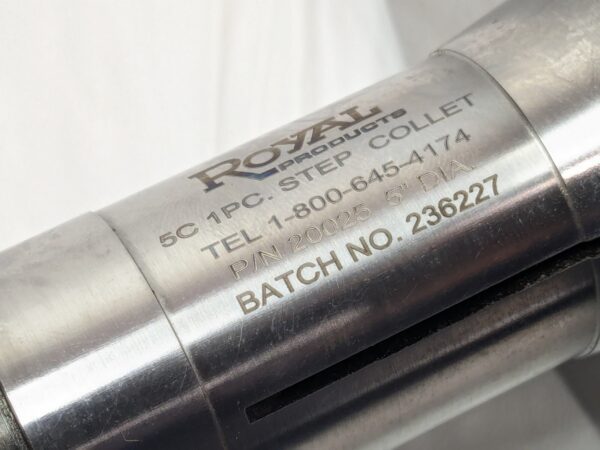 ROYAL
PRODUCTS
5C 1PC. STEP COLLET
TEL 1-800-645-4174
P/N 20025 5" DIA.
BATCH NO. 236227